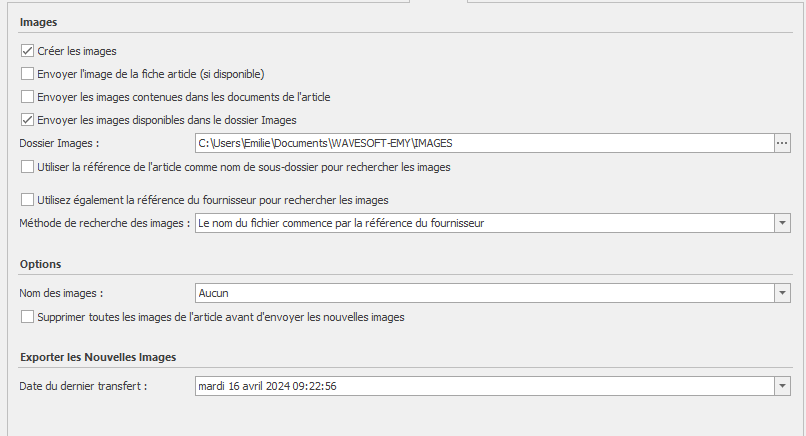 Images
Créer les images
Envoyer l'image de la fiche article (si disponible)
Envoyer les images contenues dans les documents de l'article
Envoyer les images disponibles dans le dossier Images
Dossier Images : C:\Users\Emilie\Documents\WAVESOFT-EMY\IMAGES ...
Utiliser la référence de l'article comme nom de sous-dossier pour rechercher les images
Utilisez également la référence du fournisseur pour rechercher les images
Méthode de recherche des images : Le nom du fichier commence par la référence du fournisseur
Options
Nom des images : Aucun
Supprimer toutes les images de l'article avant d'envoyer les nouvelles images
Exporter les Nouvelles Images
Date du dernier transfert : mardi 16 avril 2024 09:22:56